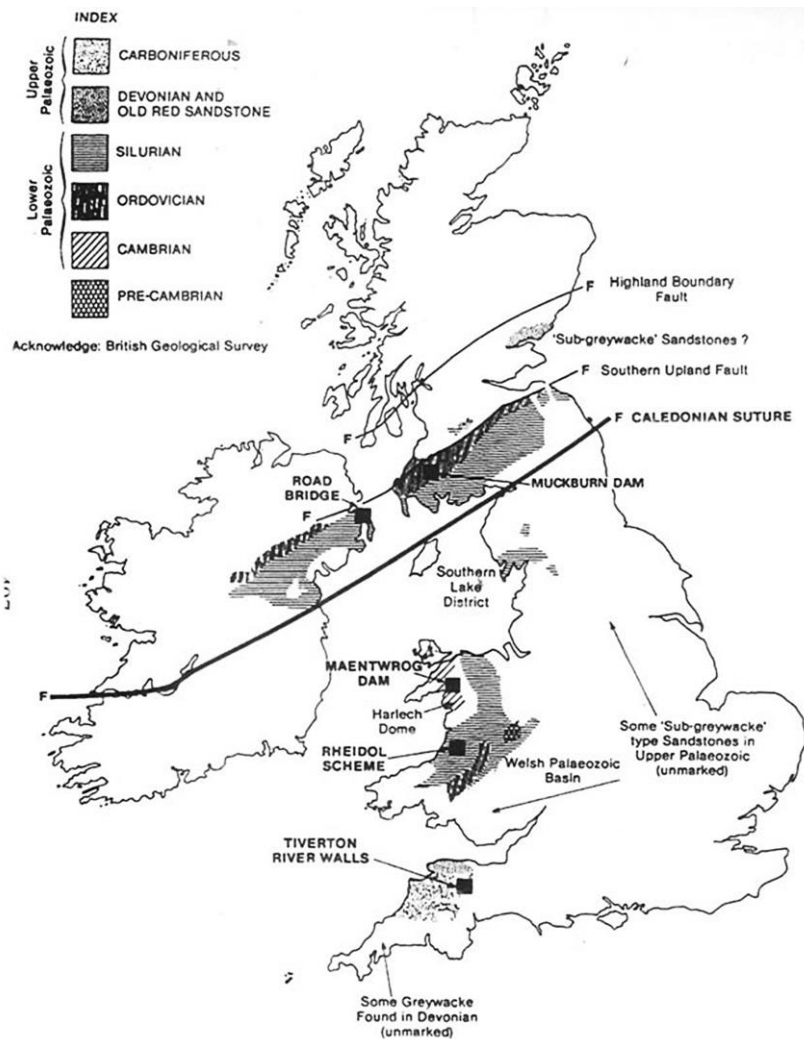 INDEX
Upper
Palaeozoic
CARBONIFEROUS
DEVONIAN AND
OLD RED SANDSTONE
Lower
Palaeozoic
SILURIAN
ORDOVICIAN
CAMBRIAN
PRE-CAMBRIAN
Acknowledge: British Geological Survey
F Highland Boundary
Fault
'Sub-greywacke' Sandstones ?
F Southern Upland Fault
F CALEDONIAN SUTURE
F
ROAD
BRIDGE
MUCKBURN DAM
F
Southern
Lake
District
MAENTWROG
DAM
F
Harlech
Dome
RHEIDOL
SCHEME
Some 'Sub-greywacke'
type Sandstones in
Upper Palaeozoic
(unmarked)
Welsh Palaeozoic
Basin
TIVERTON
RIVER WALLS
Some Greywacke
Found in Devonian
(unmarked)